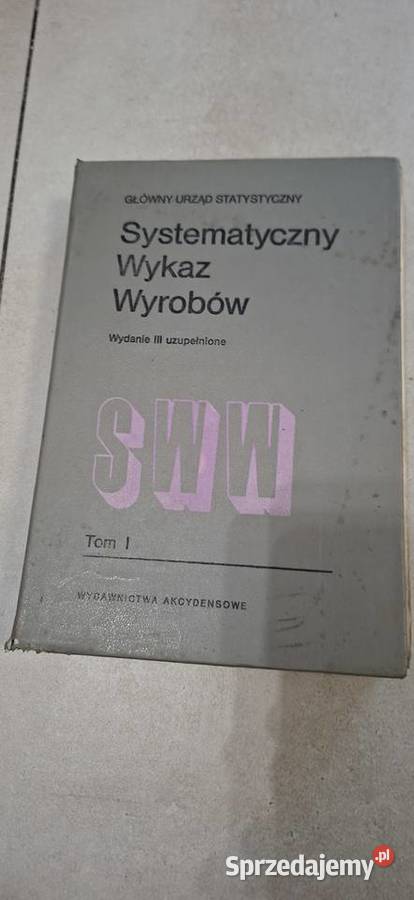 GŁÓWNY URZĄD STATYSTYCZNY
Systematyczny
Wykaz
Wyrobów
Wydanie III uzupełnione
SWW
Tom I
WYDAWNICTWA AKCYDENSOWE
Sprzedajemy.pl